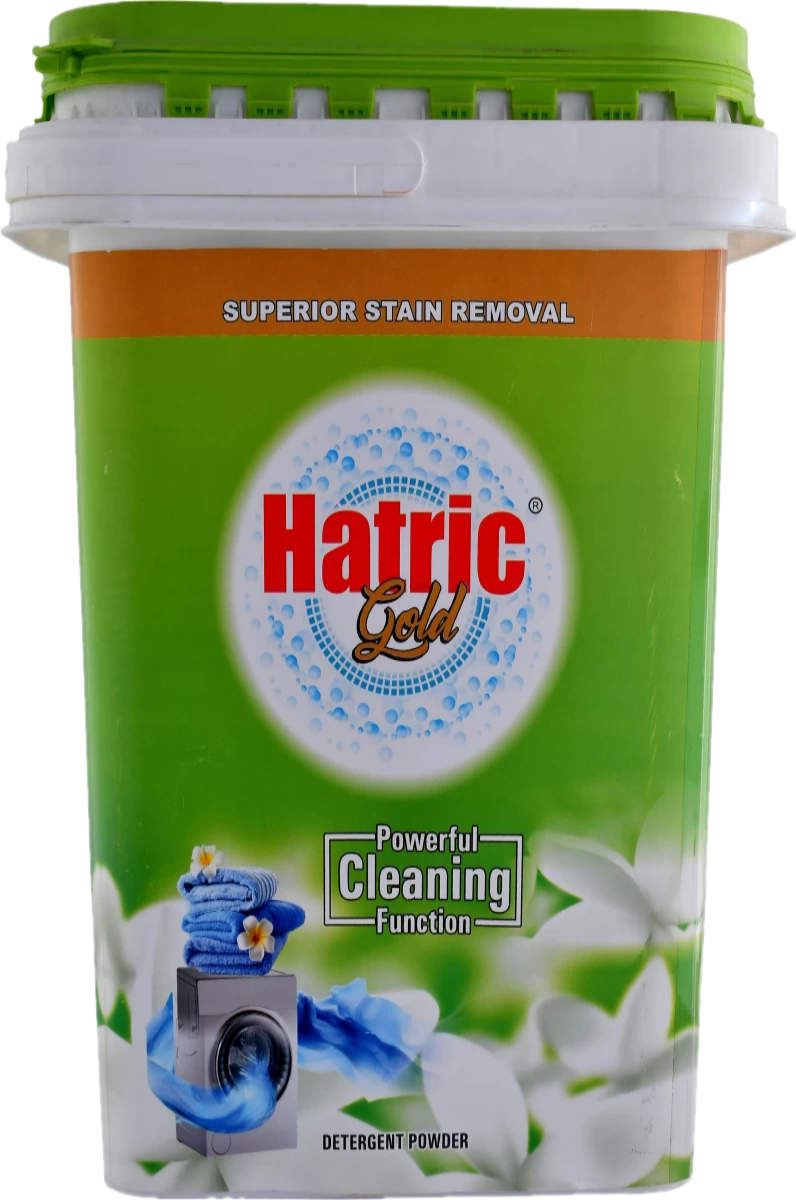 SUPERIOR STAIN REMOVAL
Hatric®
Gold
Powerful
Cleaning
Function
DETERGENT POWDER